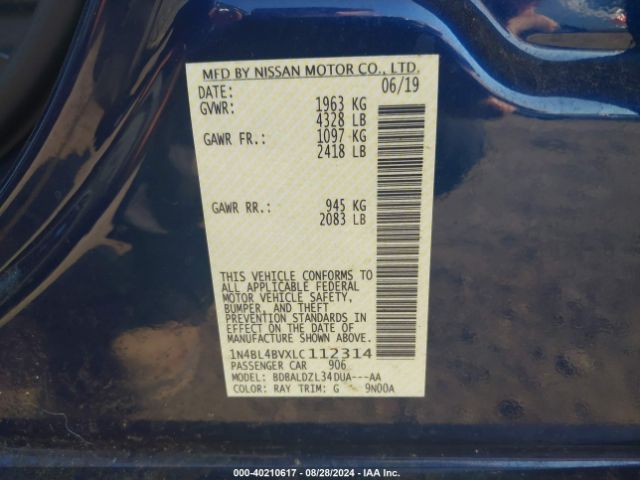 MFD BY NISSAN MOTOR CO., LTD.
DATE: 06/19
GVWR: 1963 KG
4328 LB
GAWR FR.: 1097 KG
2418 LB
GAWR RR.: 945 KG
2083 LB
THIS VEHICLE CONFORMS TO
ALL APPLICABLE FEDERAL
MOTOR VEHICLE SAFETY,
BUMPER, AND THEFT
PREVENTION STANDARDS IN
EFFECT ON THE DATE OF
MANUFACTURE SHOWN ABOVE.
1N4BL4BVXLC112314
PASSENGER CAR 906
MODEL: BDBALDZL34DUA---AA
COLOR: RAY TRIM: G 9N00A
000-40210617 - 08/28/2024 - IAA Inc.